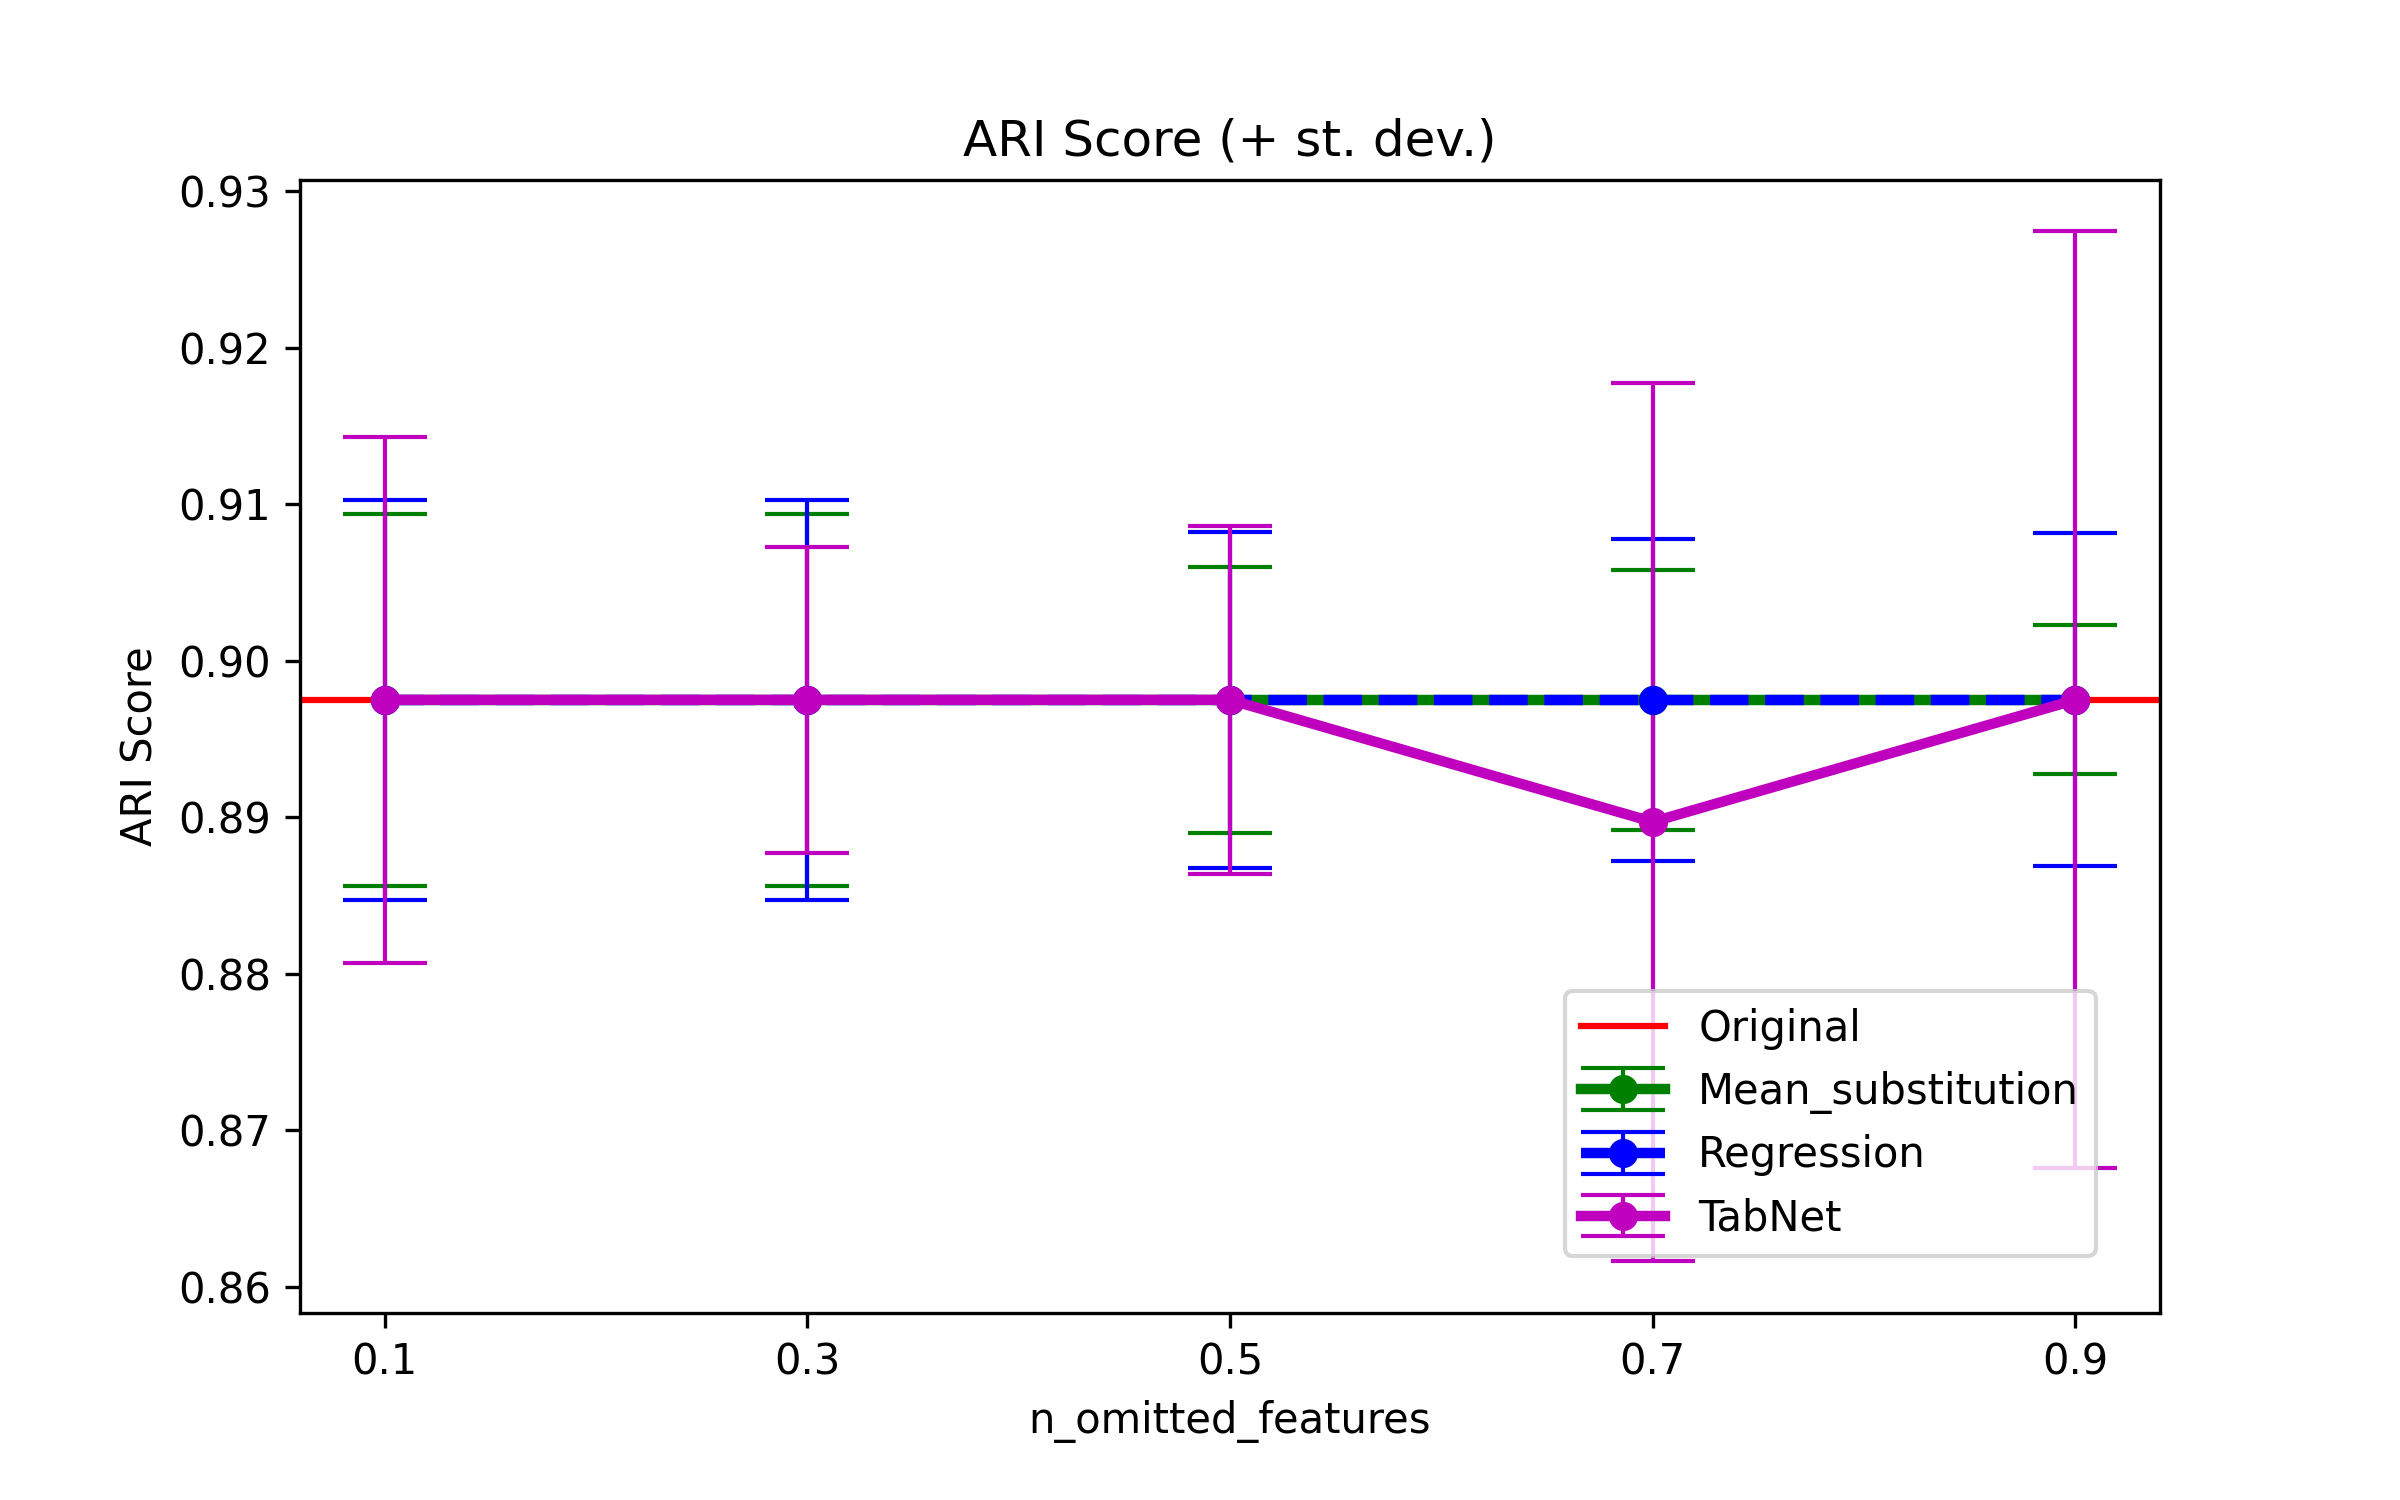 ARI Score (+ st. dev.)
0.93
0.92
0.91
0.90
0.89
0.88
0.87
0.86
ARI Score
Original
Mean_substitution
Regression
TabNet
0.1 0.3 0.5 0.7 0.9
n_omitted_features